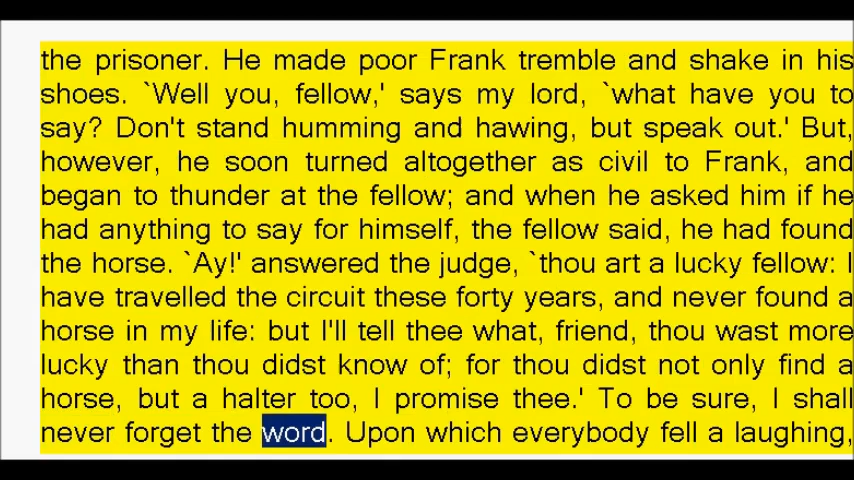 the prisoner. He made poor Frank tremble and shake in his
shoes. `Well you, fellow,' says my lord, `what have you to
say? Don't stand humming and hawing, but speak out.' But,
however, he soon turned altogether as civil to Frank, and
began to thunder at the fellow; and when he asked him if he
had anything to say for himself, the fellow said, he had found
the horse. `Ay!' answered the judge, `thou art a lucky fellow: I
have travelled the circuit these forty years, and never found a
horse in my life: but I'll tell thee what, friend, thou wast more
lucky than thou didst know of; for thou didst not only find a
horse, but a halter too, I promise thee.' To be sure, I shall
never forget the word. Upon which everybody fell a laughing,